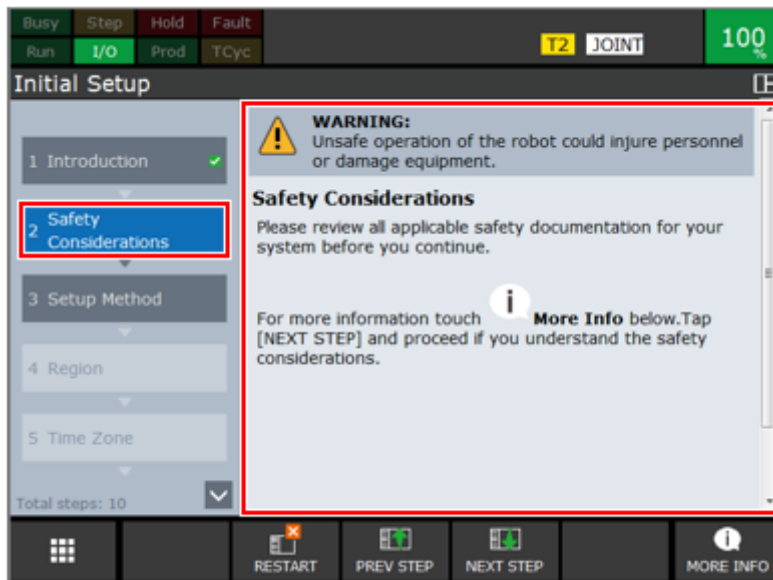 Busy Step Hold Fault
Run I/O Prod TCyc
T2 JOINT
100%
Initial Setup
1 Introduction
2 Safety
Considerations
3 Setup Method
4 Region
5 Time Zone
Total steps: 10
WARNING:
Unsafe operation of the robot could injure personnel
or damage equipment.
Safety Considerations
Please review all applicable safety documentation for your
system before you continue.
For more information touch i More Info below.Tap
[NEXT STEP] and proceed if you understand the safety
considerations.
RESTART PREV STEP NEXT STEP MORE INFO